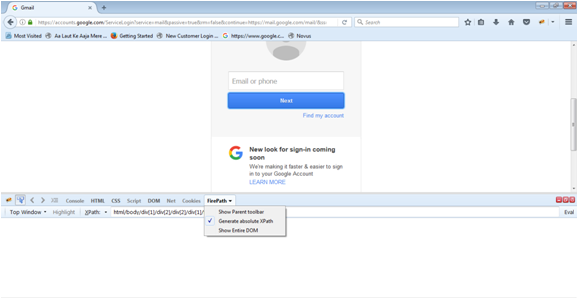 Gmail
https://accounts.google.com/ServiceLogin?service=mail&passive=true&rm=false&continue=https://mail.google.com/mail/&ss
Search
Most Visited Aa Laut Ke Aaja Mere ... Getting Started New Customer Login ... https://www.google.c... Novus
Email or phone
Next
Find my account
New look for sign-in coming
soon
We're making it faster & easier to sign
in to your Google Account
LEARN MORE
Console HTML CSS Script DOM Net Cookies FirePath
Top Window Highlight XPath: html/body/div[1]/div[2]/div[2]/div[1]/ Eval
Show Parent toolbar
Generate absolute XPath
Show Entire DOM